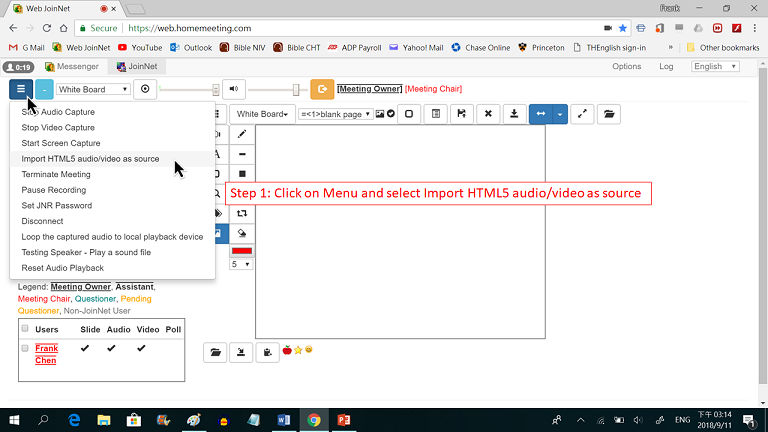 Web JoinNet
Frank
Secure
https://web.homemeeting.com
G Mail
Web JoinNet
YouTube
Outlook
Bible NIV
Bible CHT
ADP Payroll
Yahoo! Mail
Chase Online
Princeton
THEnglish sign-in
»
Other bookmarks
0:19
Messenger
JoinNet
Options
Log
English
White Board
[Meeting Owner] [Meeting Chair]
Audio Capture
Stop Video Capture
Start Screen Capture
Import HTML5 audio/video as source
Terminate Meeting
Pause Recording
Set JNR Password
Disconnect
Loop the captured audio to local playback device
Testing Speaker - Play a sound file
Reset Audio Playback
White Board
=<1>blank page
A
5
Step 1: Click on Menu and select Import HTML5 audio/video as source
Legend: Meeting Owner, Assistant,
Meeting Chair, Questioner, Pending
Questioner, Non-JoinNet User
Users Slide Audio Video Poll
Frank
Chen
ENG
下午 03:14
2018/9/11